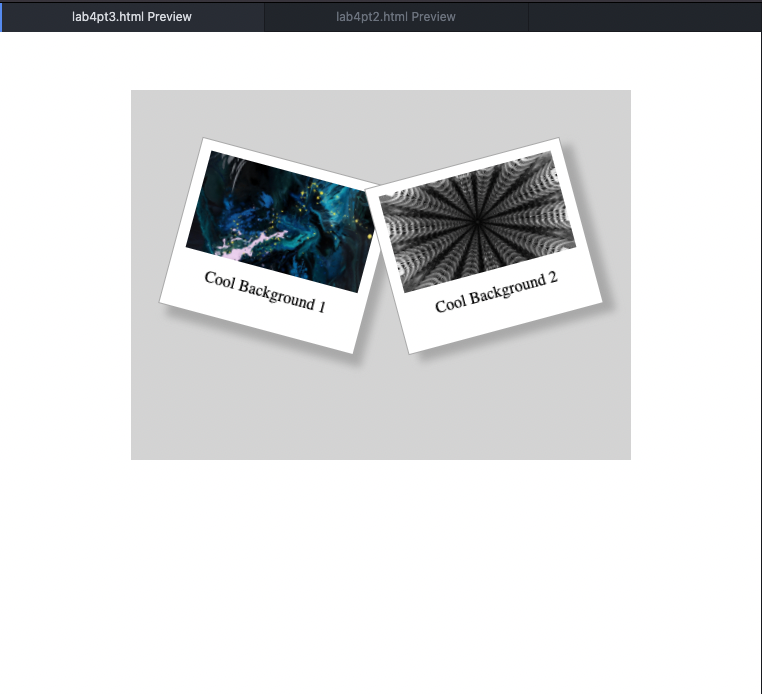 lab4pt3.html Preview
lab4pt2.html Preview
Cool Background 1
Cool Background 2